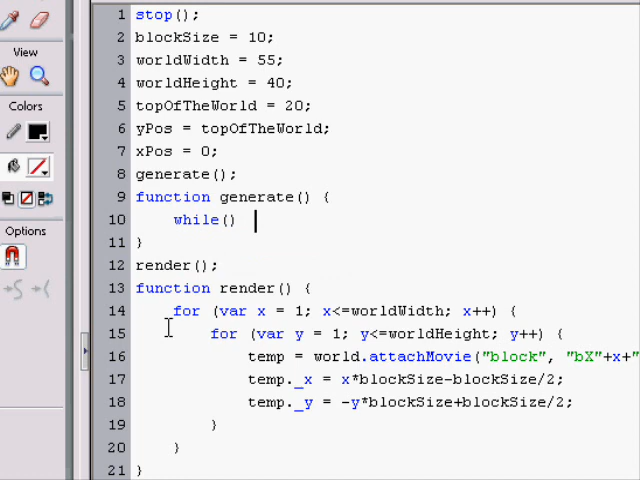 View
Colors
Options
1 stop();
2 blockSize = 10;
3 worldWidth = 55;
4 worldHeight = 40;
5 topOfTheWorld = 20;
6 yPos = topOfTheWorld;
7 xPos = 0;
8 generate();
9 function generate() {
10 while()
11 }
12 render();
13 function render() {
14 for (var x = 1; x<=worldWidth; x++) {
15 for (var y = 1; y<=worldHeight; y++) {
16 temp = world.attachMovie("block", "bX"+x+"
17 temp._x = x*blockSize-blockSize/2;
18 temp._y = -y*blockSize+blockSize/2;
19 }
20 }
21 }